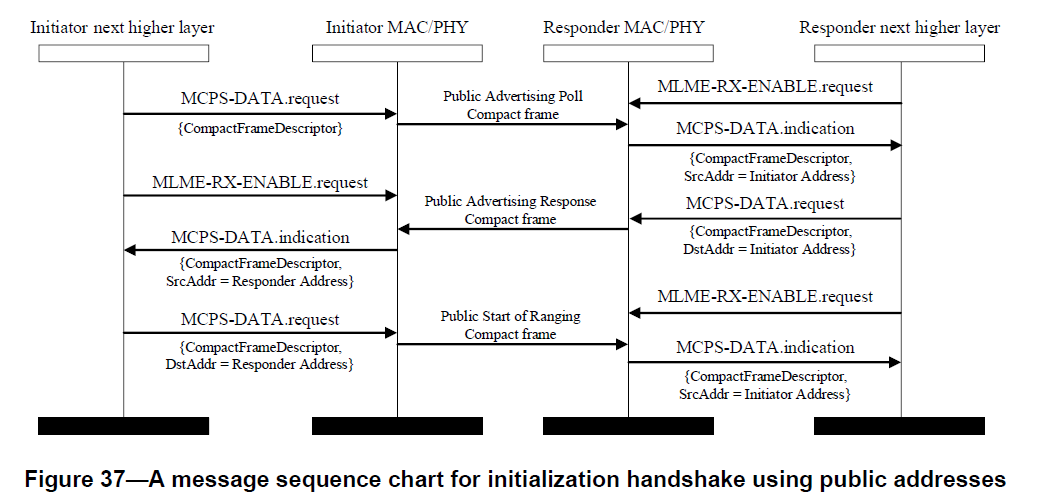 Initiator next higher layer
Initiator MAC/PHY
Responder MAC/PHY
Responder next higher layer
MLME-RX-ENABLE.request
MCPS-DATA.request
{CompactFrameDescriptor}
Public Advertising Poll
Compact frame
MCPS-DATA.indication
{CompactFrameDescriptor,
SrcAddr = Initiator Address}
MLME-RX-ENABLE.request
MCPS-DATA.request
{CompactFrameDescriptor,
DstAddr = Initiator Address}
Public Advertising Response
Compact frame
MCPS-DATA.indication
{CompactFrameDescriptor,
SrcAddr = Responder Address}
MLME-RX-ENABLE.request
MCPS-DATA.request
{CompactFrameDescriptor,
DstAddr = Responder Address}
Public Start of Ranging
Compact frame
MCPS-DATA.indication
{CompactFrameDescriptor,
SrcAddr = Initiator Address}
Figure 37—A message sequence chart for initialization handshake using public addresses